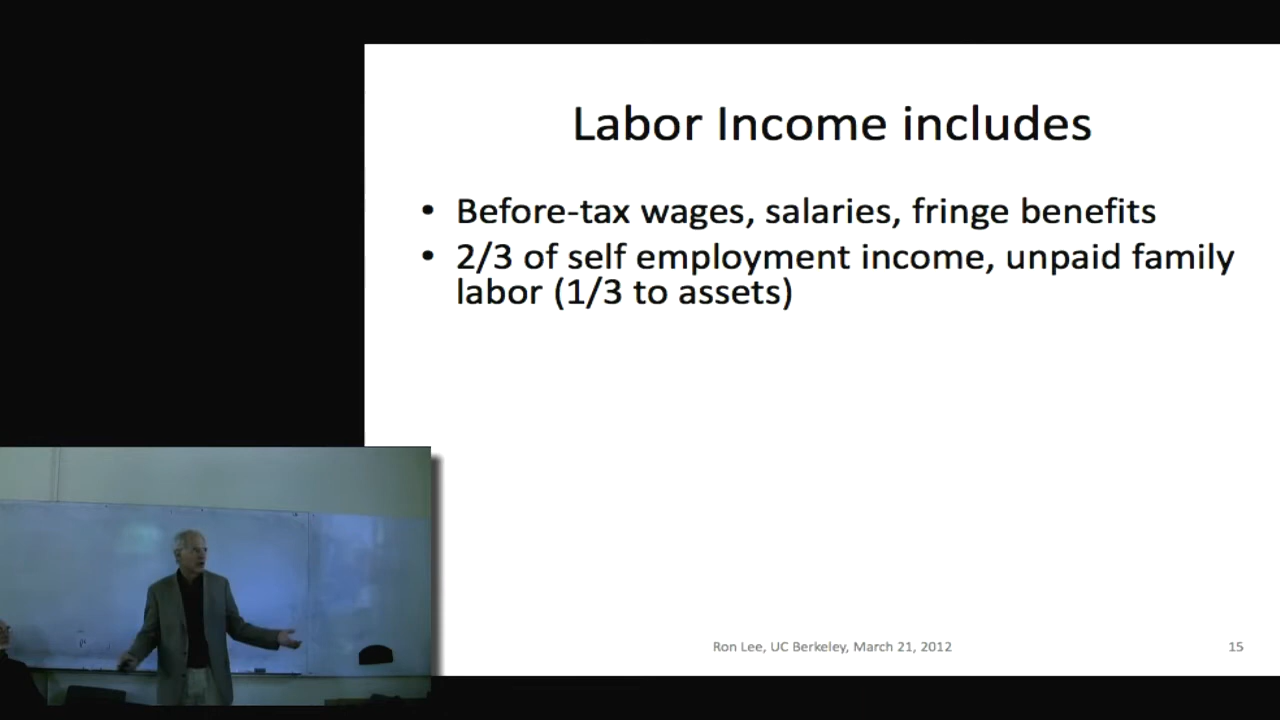 Labor Income includes
• Before-tax wages, salaries, fringe benefits
• 2/3 of self employment income, unpaid family
labor (1/3 to assets)
Ron Lee, UC Berkeley, March 21, 2012
15